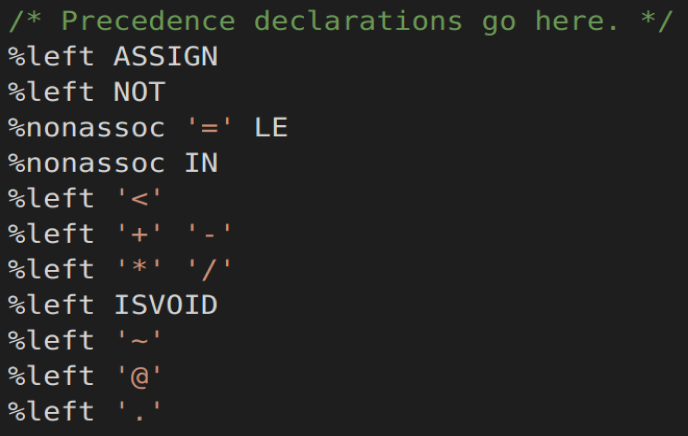 /* Precedence declarations go here. */
%left ASSIGN
%left NOT
%nonassoc '=' LE
%nonassoc IN
%left '<'
%left '+' '-'
%left '*' '/'
%left ISVOID
%left '~'
%left '@'
%left '.'